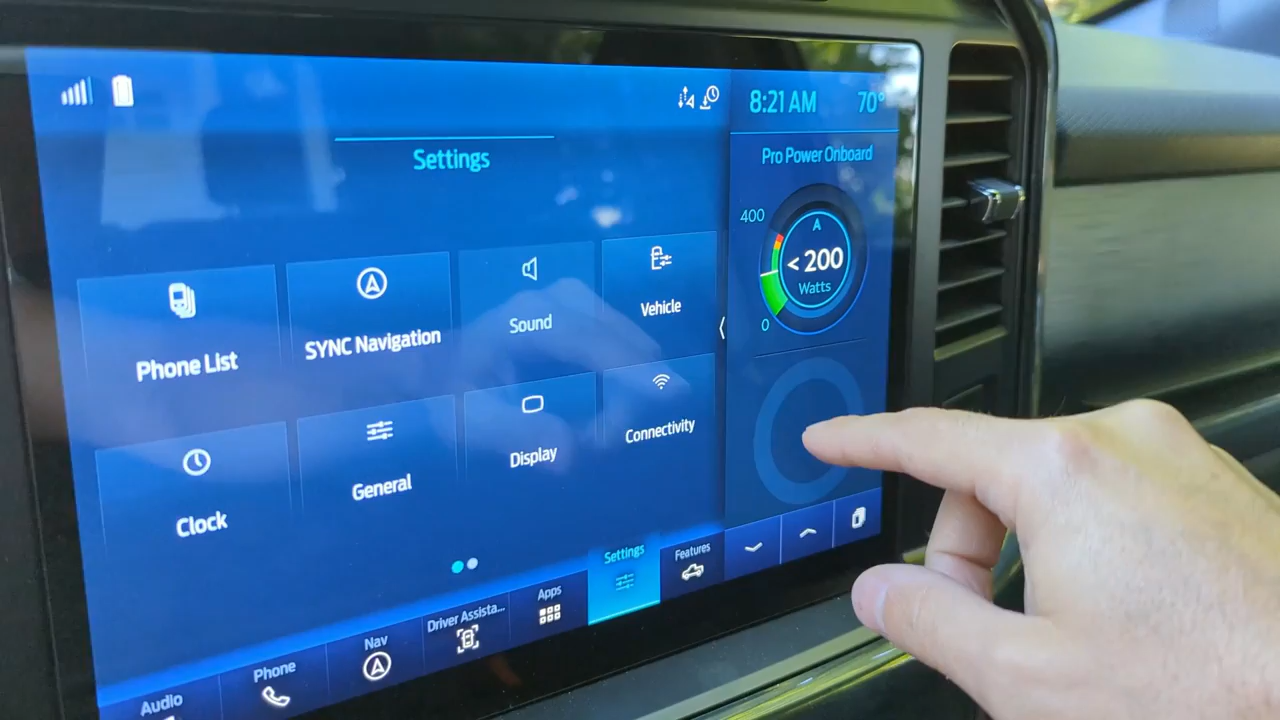 8:21 AM 70°
Settings
Pro Power Onboard
400
A
< 200
Watts
0
Phone List
SYNC Navigation
Sound
Vehicle
Clock
General
Display
Connectivity
Audio
Phone
Nav
Driver Assista...
Apps
Settings
Features